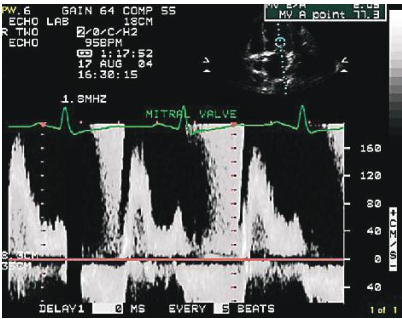 PW.6 GAIN 64 COMP 55
ECHO LAB 18CM
R TWO 2/0/C/H2
ECHO 95BPM
1:17:52
17 AUG 04
16:30:15
MV A point 77.3
1.8MHZ
MITRAL VALVE
160
120
80
40
0
40
DELAY1 0 MS EVERY 5 BEATS
1 of 1